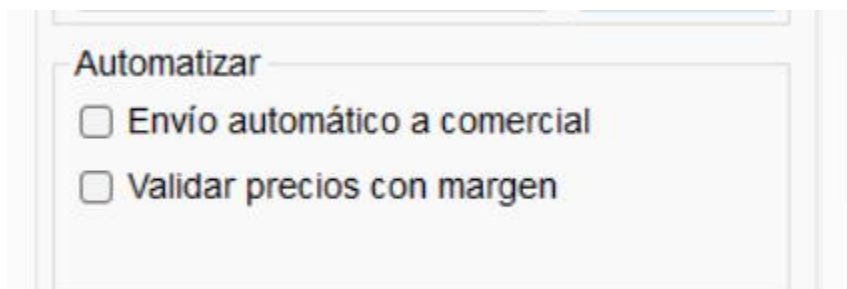 Automatizar
Envío automático a comercial
Validar precios con margen